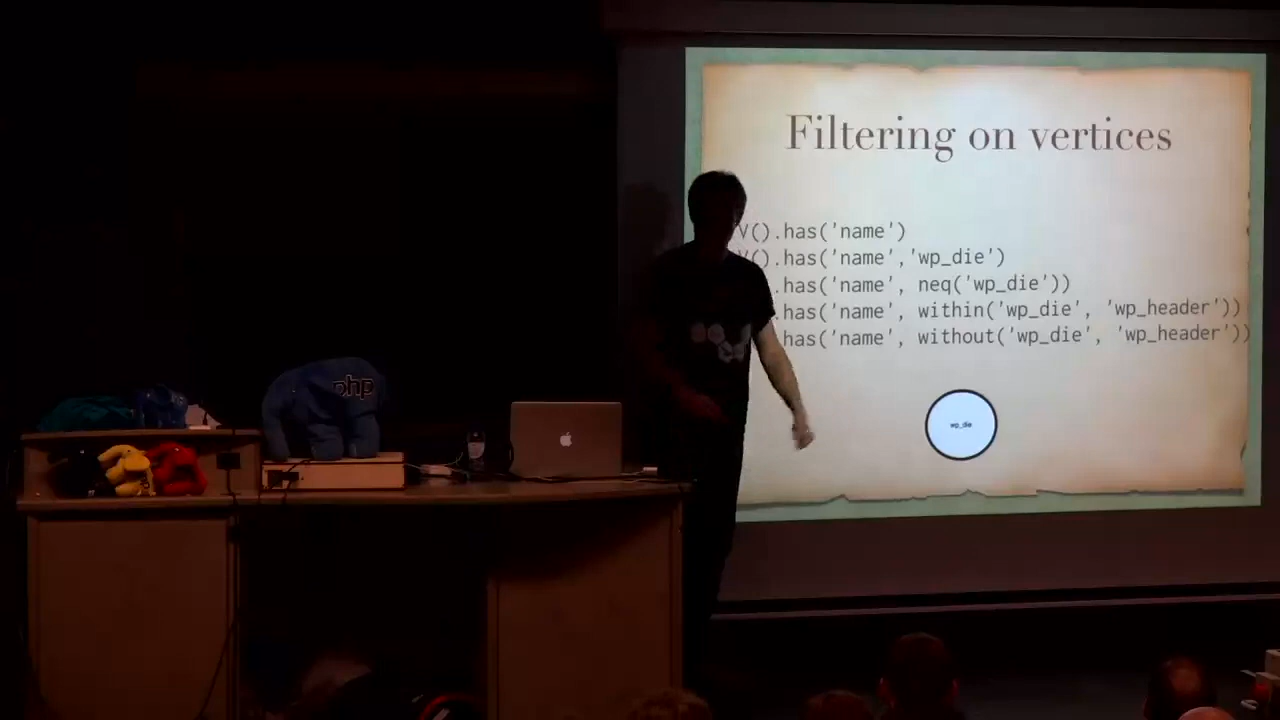 Filtering on vertices
V().has('name')
V().has('name','wp_die')
.has('name', neq('wp_die'))
.has('name', within('wp_die', 'wp_header'))
has('name', without('wp_die', 'wp_header'))
php
wp_die